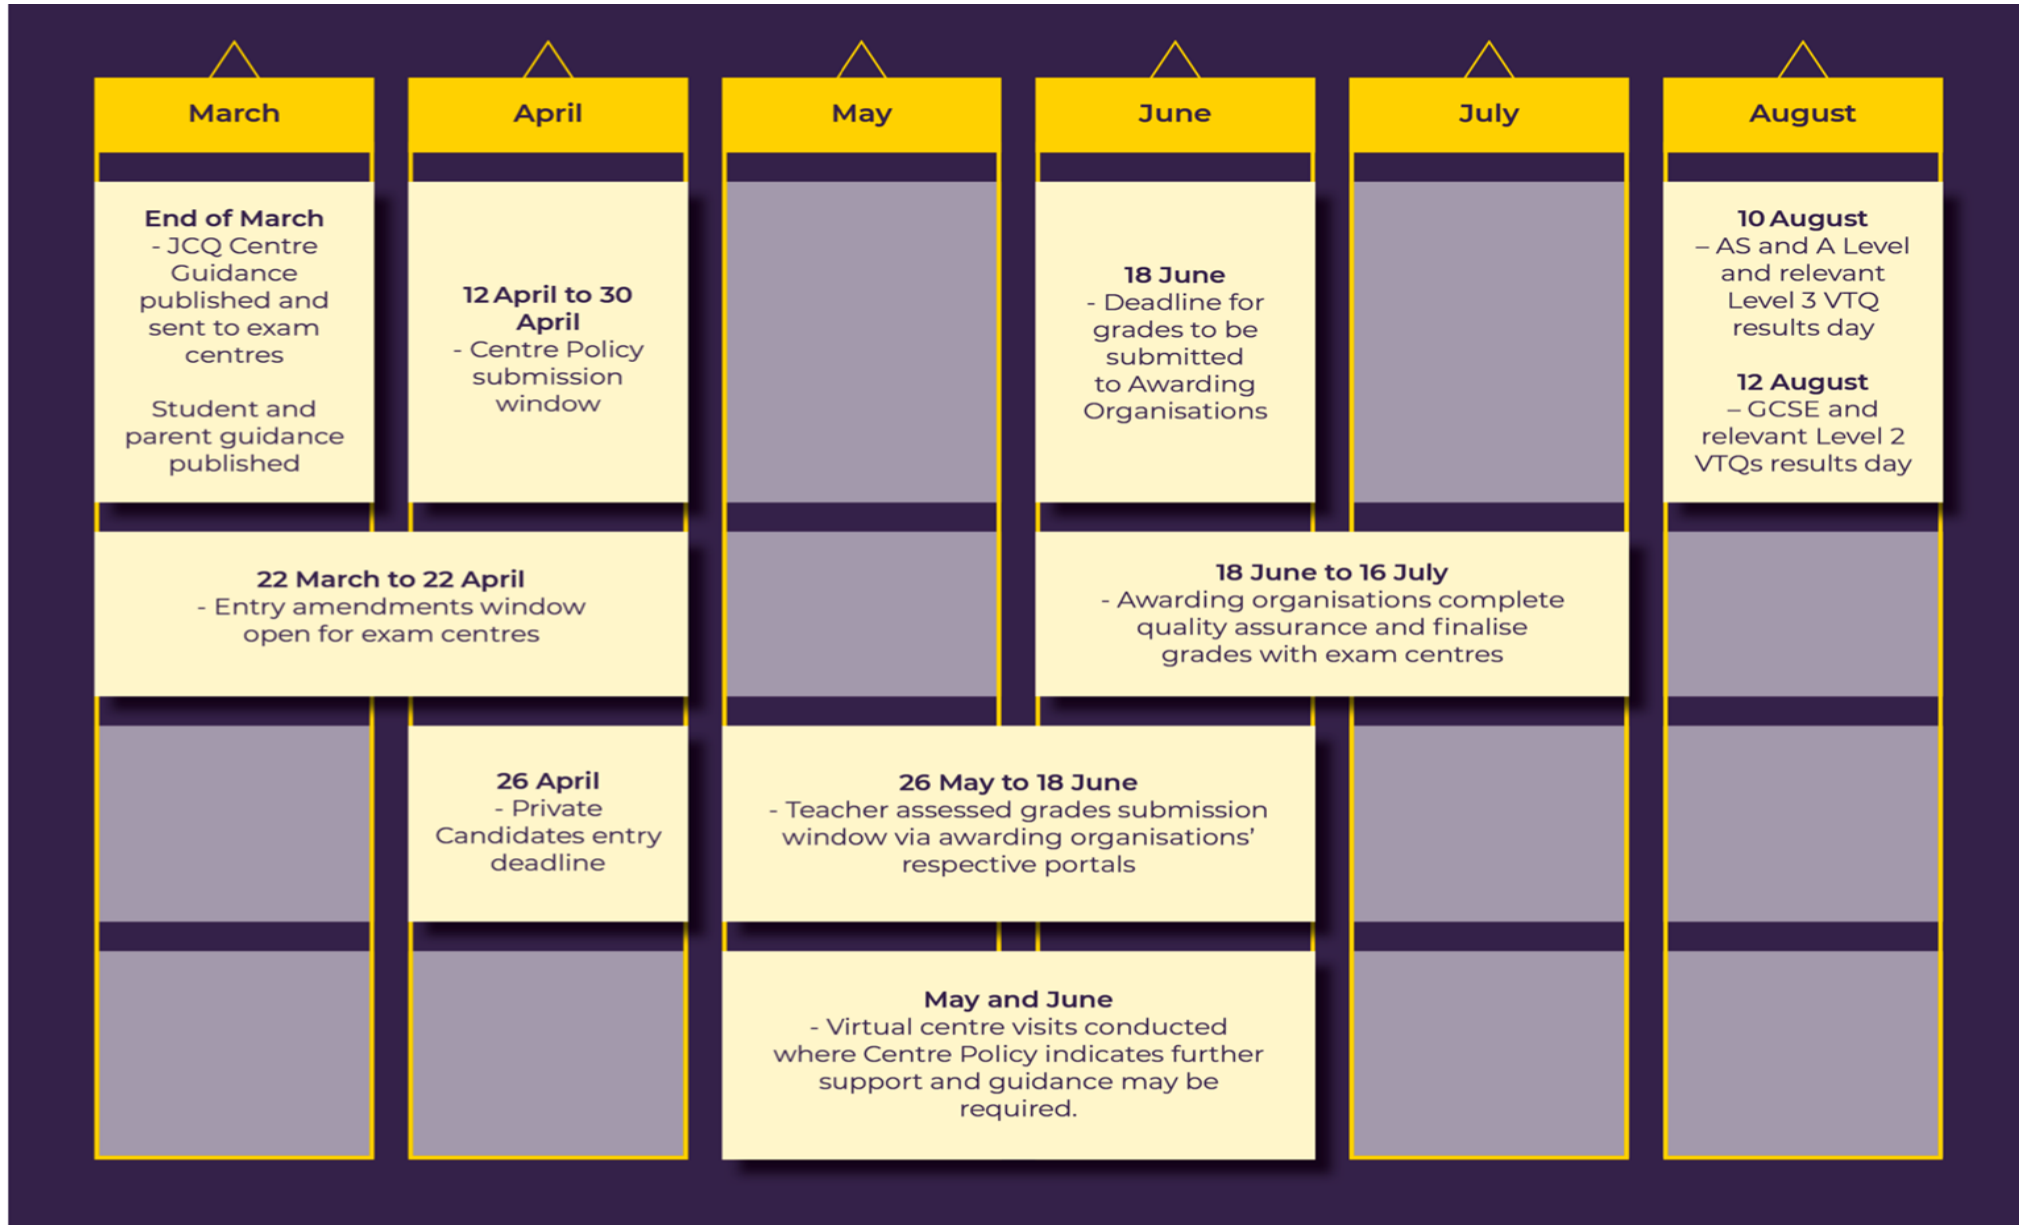 March
April
May
June
July
August
End of March
- JCQ Centre
Guidance
published and
sent to exam
centres
Student and
parent guidance
published
12 April to 30
April
- Centre Policy
submission
window
18 June
- Deadline for
grades to be
submitted
to Awarding
Organisations
10 August
– AS and A Level
and relevant
Level 3 VTQ
results day
12 August
– GCSE and
relevant Level 2
VTQs results day
22 March to 22 April
- Entry amendments window
open for exam centres
18 June to 16 July
- Awarding organisations complete
quality assurance and finalise
grades with exam centres
26 April
- Private
Candidates entry
deadline
26 May to 18 June
- Teacher assessed grades submission
window via awarding organisations’
respective portals
May and June
- Virtual centre visits conducted
where Centre Policy indicates further
support and guidance may be
required.